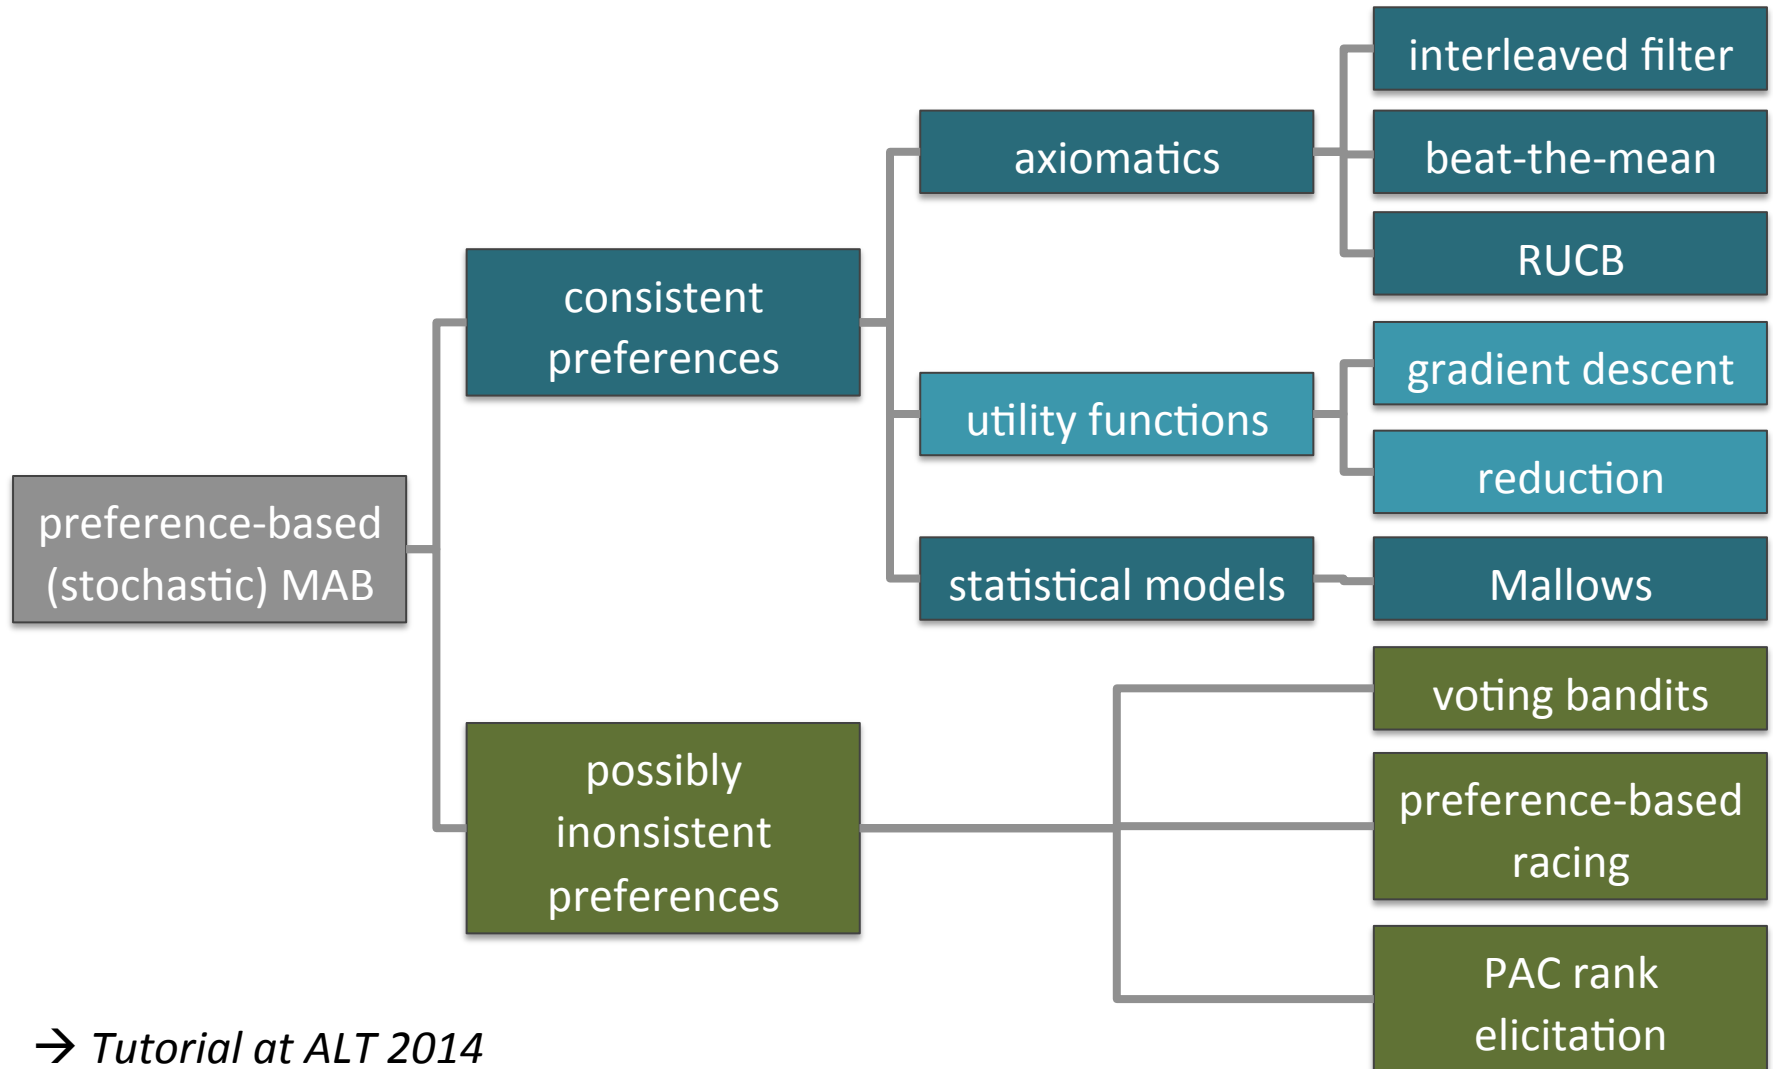 interleaved filter
axiomatics
beat-the-mean
RUCB
consistent
preferences
gradient descent
utility functions
reduction
preference-based
(stochastic) MAB
statistical models
Mallows
voting bandits
possibly
inonsistent
preferences
preference-based
racing
PAC rank
elicitation
→ Tutorial at ALT 2014